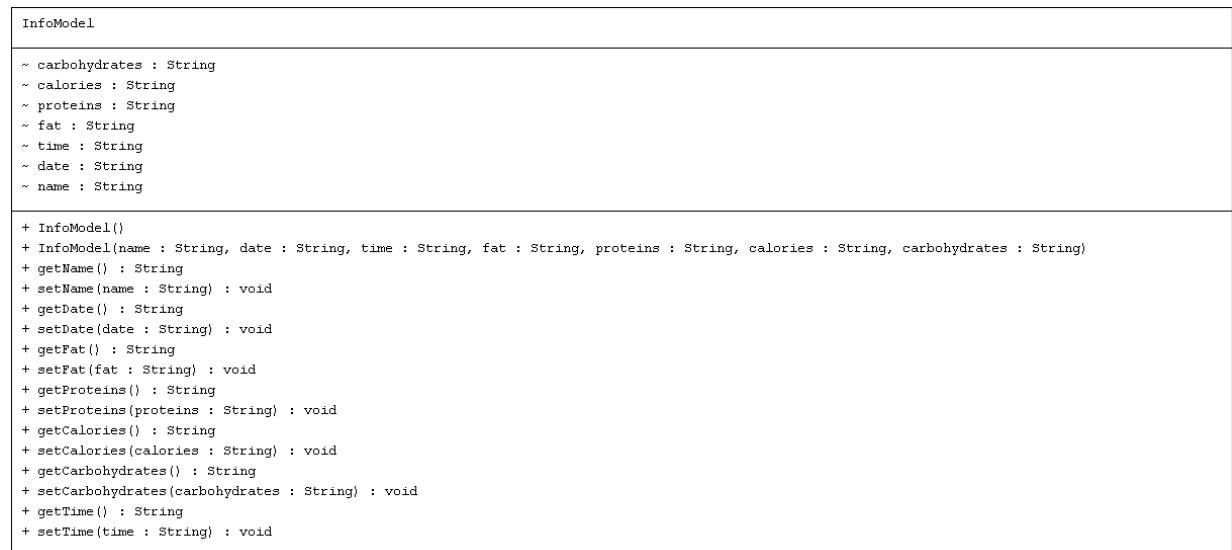 InfoModel
~ carbohydrates : String
~ calories : String
~ proteins : String
~ fat : String
~ time : String
~ date : String
~ name : String
+ InfoModel()
+ InfoModel(name : String, date : String, time : String, fat : String, proteins : String, calories : String, carbohydrates : String)
+ getName() : String
+ setName(name : String) : void
+ getDate() : String
+ setDate(date : String) : void
+ getFat() : String
+ setFat(fat : String) : void
+ getProteins() : String
+ setProteins(proteins : String) : void
+ getCalories() : String
+ setCalories(calories : String) : void
+ getCarbohydrates() : String
+ setCarbohydrates(carbohydrates : String) : void
+ getTime() : String
+ setTime(time : String) : void